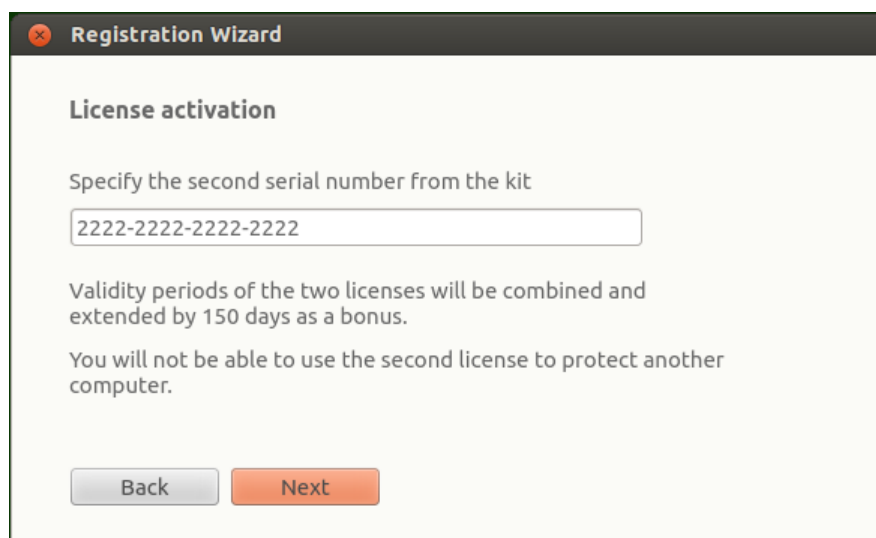 Registration Wizard
License activation
Specify the second serial number from the kit
2222-2222-2222-2222
Validity periods of the two licenses will be combined and
extended by 150 days as a bonus.
You will not be able to use the second license to protect another
computer.
Back
Next